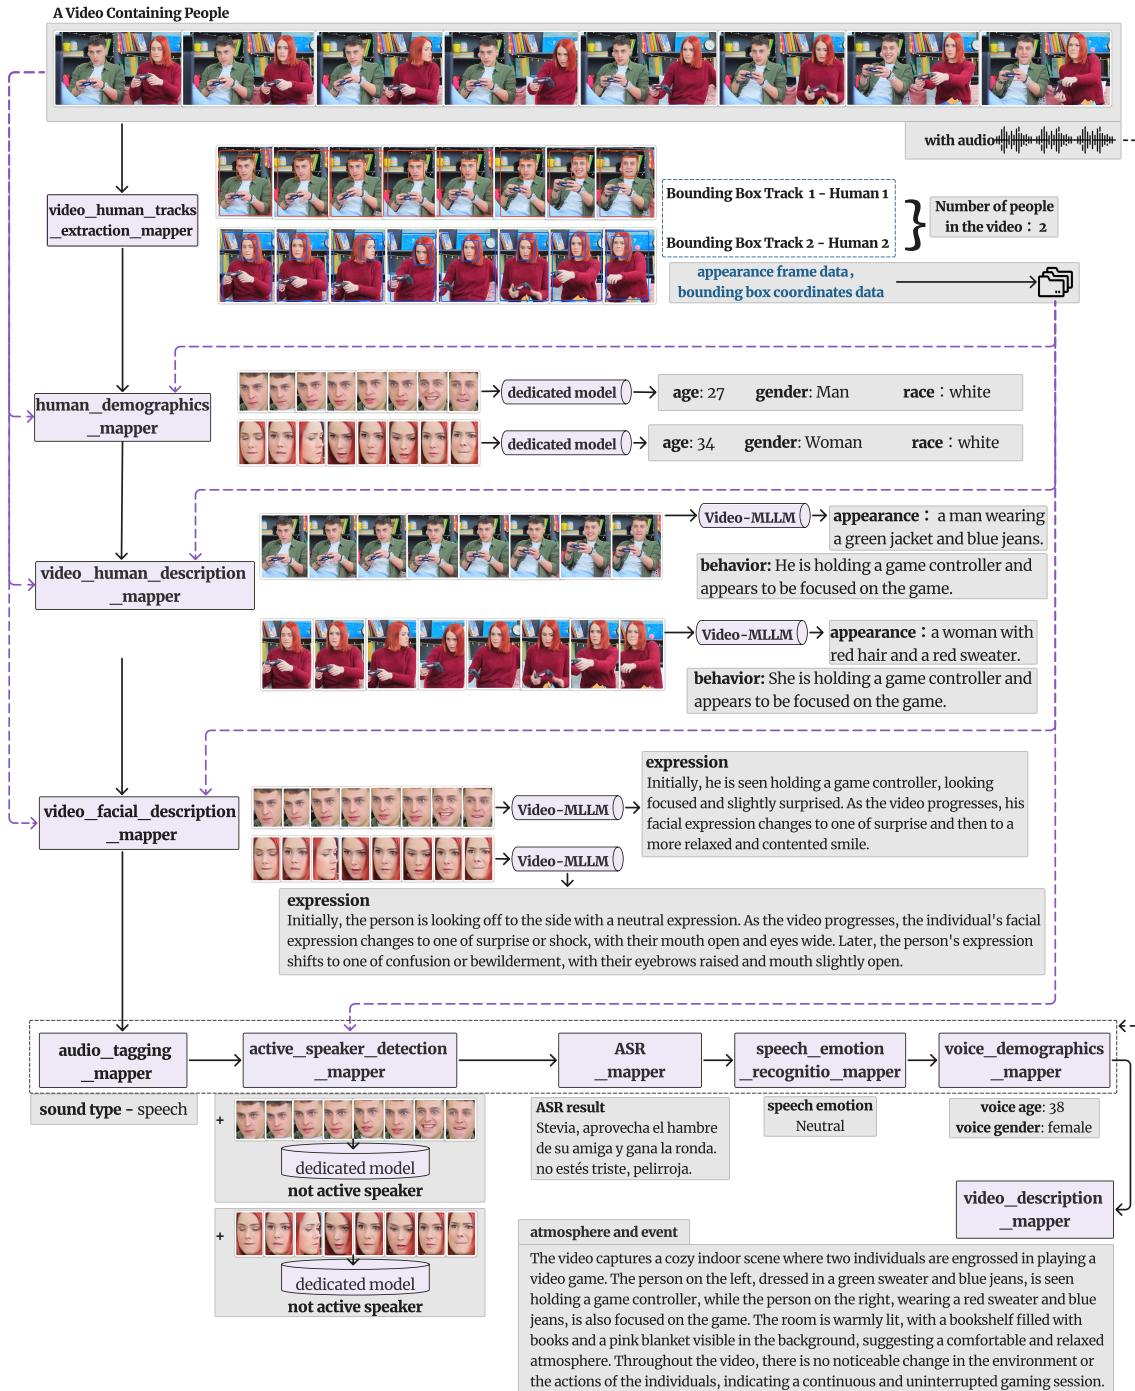 A Video Containing People
with audio
video_human_tracks
_extraction_mapper
Bounding Box Track 1 - Human 1
Bounding Box Track 2 - Human 2
Number of people
in the video : 2
appearance frame data,
bounding box coordinates data
human_demographics
_mapper
dedicated model
age: 27 gender: Man race : white
dedicated model
age: 34 gender: Woman race : white
video_human_description
_mapper
Video-MLLM
appearance : a man wearing
a green jacket and blue jeans.
behavior: He is holding a game controller and
appears to be focused on the game.
Video-MLLM
appearance : a woman with
red hair and a red sweater.
behavior: She is holding a game controller and
appears to be focused on the game.
video_facial_description
_mapper
Video-MLLM
expression
Initially, he is seen holding a game controller, looking
focused and slightly surprised. As the video progresses, his
facial expression changes to one of surprise and then to a
more relaxed and contented smile.
Video-MLLM
expression
Initially, the person is looking off to the side with a neutral expression. As the video progresses, the individual's facial
expression changes to one of surprise or shock, with their mouth open and eyes wide. Later, the person's expression
shifts to one of confusion or bewilderment, with their eyebrows raised and mouth slightly open.
audio_tagging
_mapper
active_speaker_detection
_mapper
ASR
_mapper
speech_emotion
_recognitio_mapper
voice_demographics
_mapper
sound type - speech
+
dedicated model
not active speaker
+
dedicated model
not active speaker
ASR result
Stevia, aprovecha el hambre
de su amiga y gana la ronda.
no estés triste, pelirroja.
speech emotion
Neutral
voice age: 38
voice gender: female
video_description
_mapper
atmosphere and event
The video captures a cozy indoor scene where two individuals are engrossed in playing a
video game. The person on the left, dressed in a green sweater and blue jeans, is seen
holding a game controller, while the person on the right, wearing a red sweater and blue
jeans, is also focused on the game. The room is warmly lit, with a bookshelf filled with
books and a pink blanket visible in the background, suggesting a comfortable and relaxed
atmosphere. Throughout the video, there is no noticeable change in the environment or
the actions of the individuals, indicating a continuous and uninterrupted gaming session.